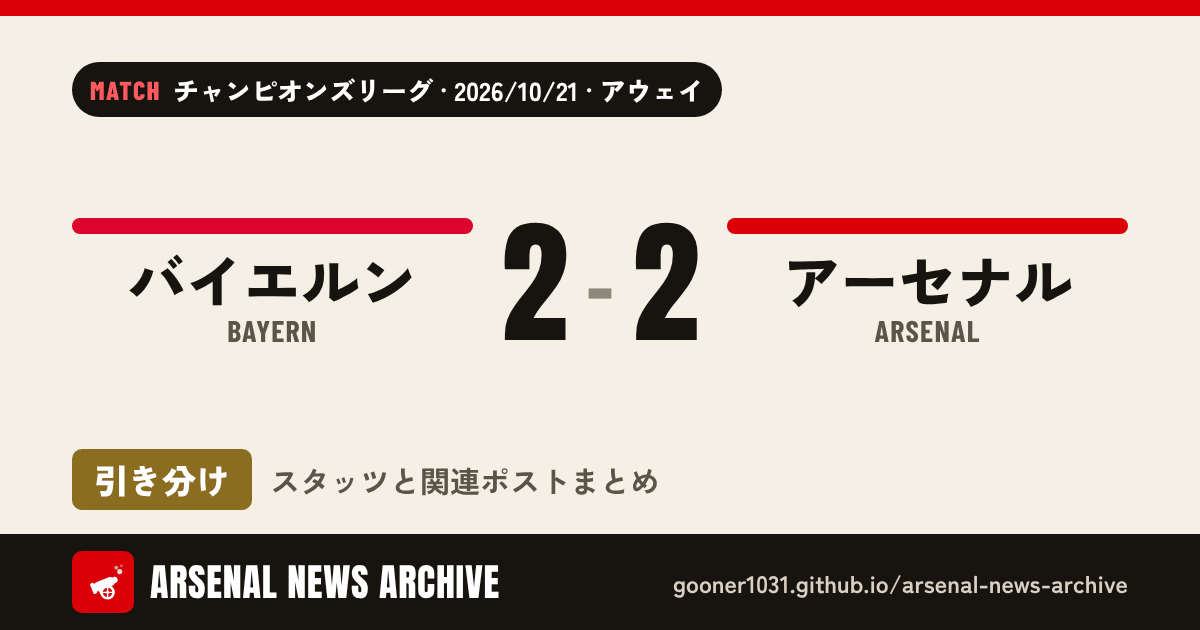 MATCH チャンピオンズリーグ · 2026/10/21 · アウェイ
バイエルン 2 - 2 アーセナル
BAYERN ARSENAL
引き分け スタッツと関連ポストまとめ
ARSENAL NEWS ARCHIVE gooner1031.github.io/arsenal-news-archive